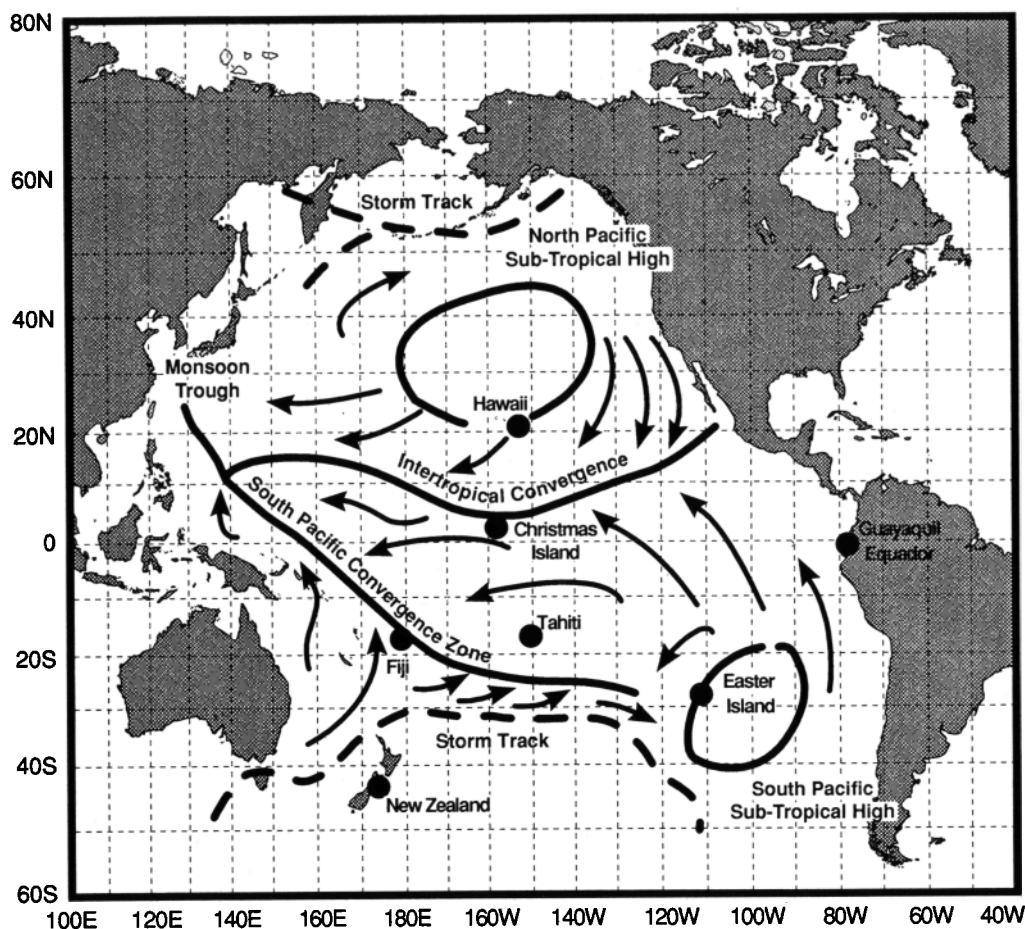 80N
60N
Storm Track
North Pacific
Sub-Tropical High
40N
Monsoon
Trough
Hawaii
20N
Intertropical Convergence
South Pacific Convergence Zone
Christmas
Island
Guayaquil
Equador
0
Tahiti
Fiji
20S
Easter
Island
Storm Track
40S
New Zealand
South Pacific
Sub-Tropical High
60S
100E 120E 140E 160E 180 160W 140W 120W 100W 80W 60W 40W